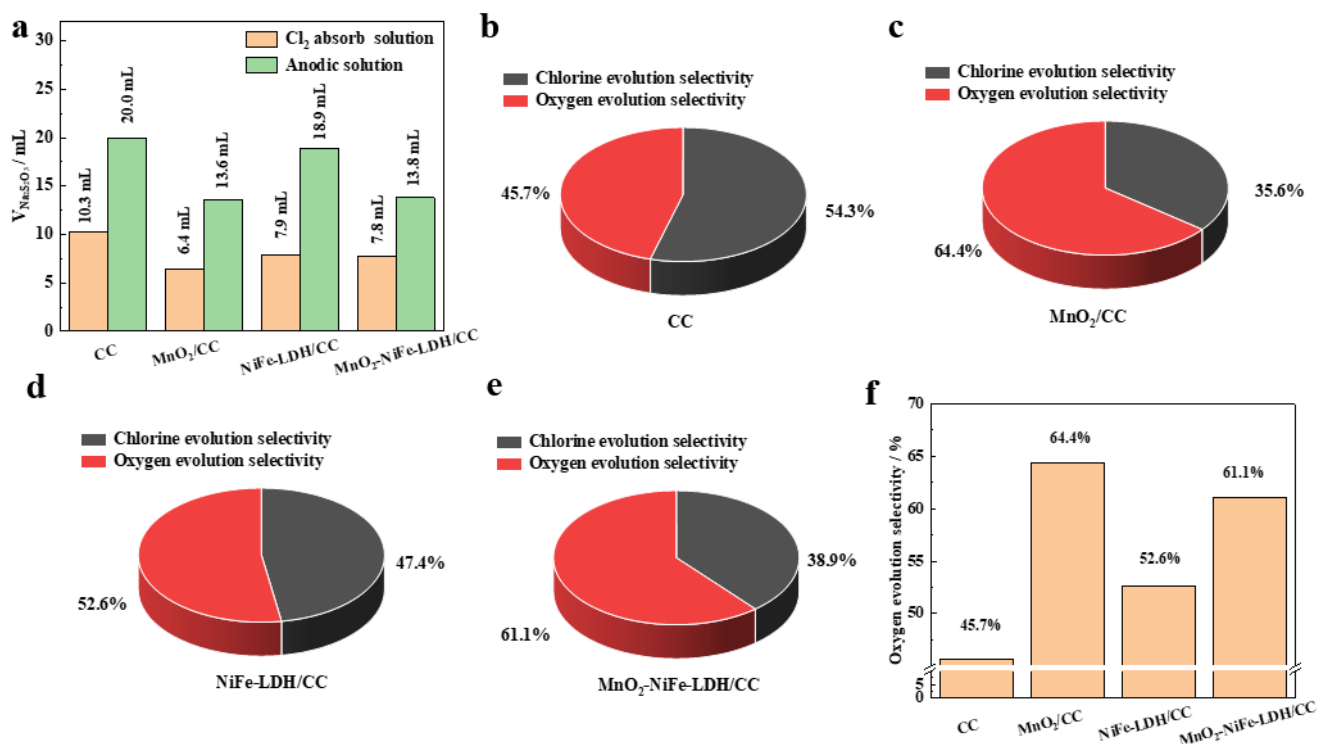 a
30
25
20
15
10
5
0
V Na₂S₂O₃ / mL
Cl₂ absorb solution
Anodic solution
10.3 mL
20.0 mL
6.4 mL
13.6 mL
7.9 mL
18.9 mL
7.8 mL
13.8 mL
CC
MnO₂/CC
NiFe-LDH/CC
MnO₂-NiFe-LDH/CC
b
Chlorine evolution selectivity
Oxygen evolution selectivity
45.7%
54.3%
CC
c
Chlorine evolution selectivity
Oxygen evolution selectivity
35.6%
64.4%
MnO₂/CC
d
Chlorine evolution selectivity
Oxygen evolution selectivity
47.4%
52.6%
NiFe-LDH/CC
e
Chlorine evolution selectivity
Oxygen evolution selectivity
38.9%
61.1%
MnO₂-NiFe-LDH/CC
f
Oxygen evolution selectivity / %
70
65
60
55
50
5
0
45.7%
64.4%
52.6%
61.1%
CC
MnO₂/CC
NiFe-LDH/CC
MnO₂-NiFe-LDH/CC